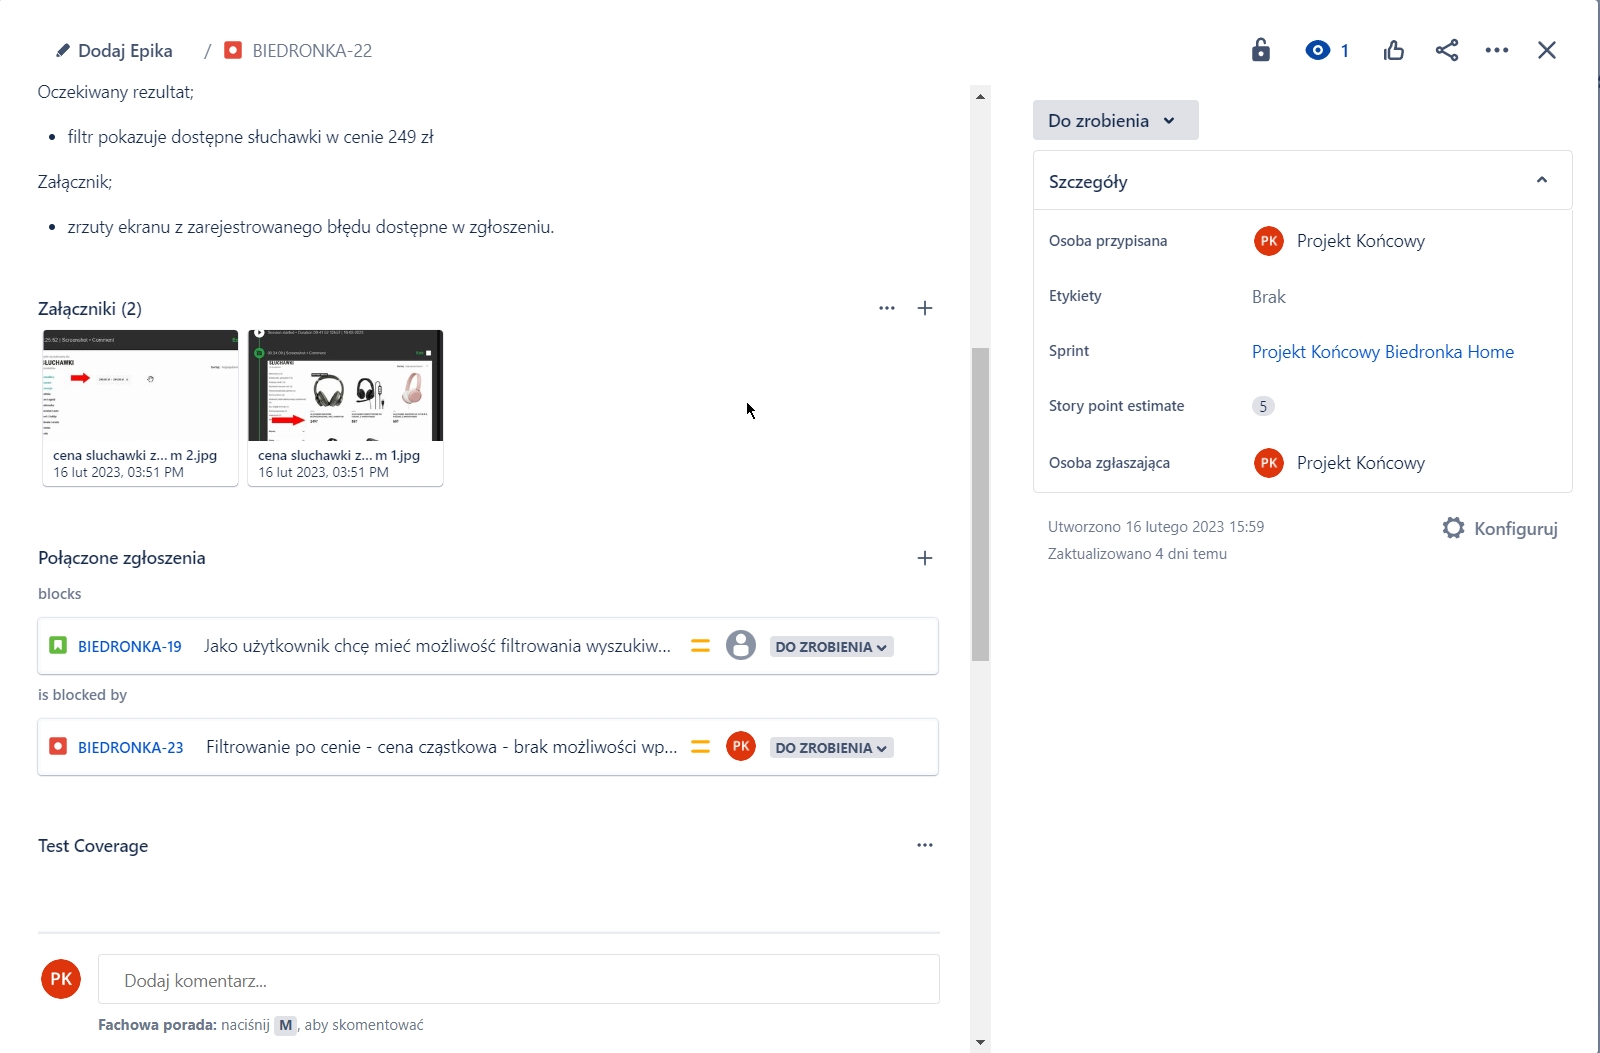 Dodaj Epika / BIEDRONKA-22
1
Oczekiwany rezultat;
filtr pokazuje dostępne słuchawki w cenie 249 zł
Załącznik;
zrzuty ekranu z zarejestrowanego błędu dostępne w zgłoszeniu.
Załączniki (2)
SŁUCHAWKI
cena sluchawki z... m 2.jpg
16 lut 2023, 03:51 PM
cena sluchawki z... m 1.jpg
16 lut 2023, 03:51 PM
Połączone zgłoszenia
blocks
BIEDRONKA-19 Jako użytkownik chcę mieć możliwość filtrowania wyszukiw... DO ZROBIENIA
is blocked by
BIEDRONKA-23 Filtrowanie po cenie - cena cząstkowa - brak możliwości wp... PK DO ZROBIENIA
Test Coverage
PK Dodaj komentarz...
Fachowa porada: naciśnij M, aby skomentować
Do zrobienia
Szczegóły
Osoba przypisana PK Projekt Końcowy
Etykiety Brak
Sprint Projekt Końcowy Biedronka Home
Story point estimate 5
Osoba zgłaszająca PK Projekt Końcowy
Utworzono 16 lutego 2023 15:59
Zaktualizowano 4 dni temu
Konfiguruj